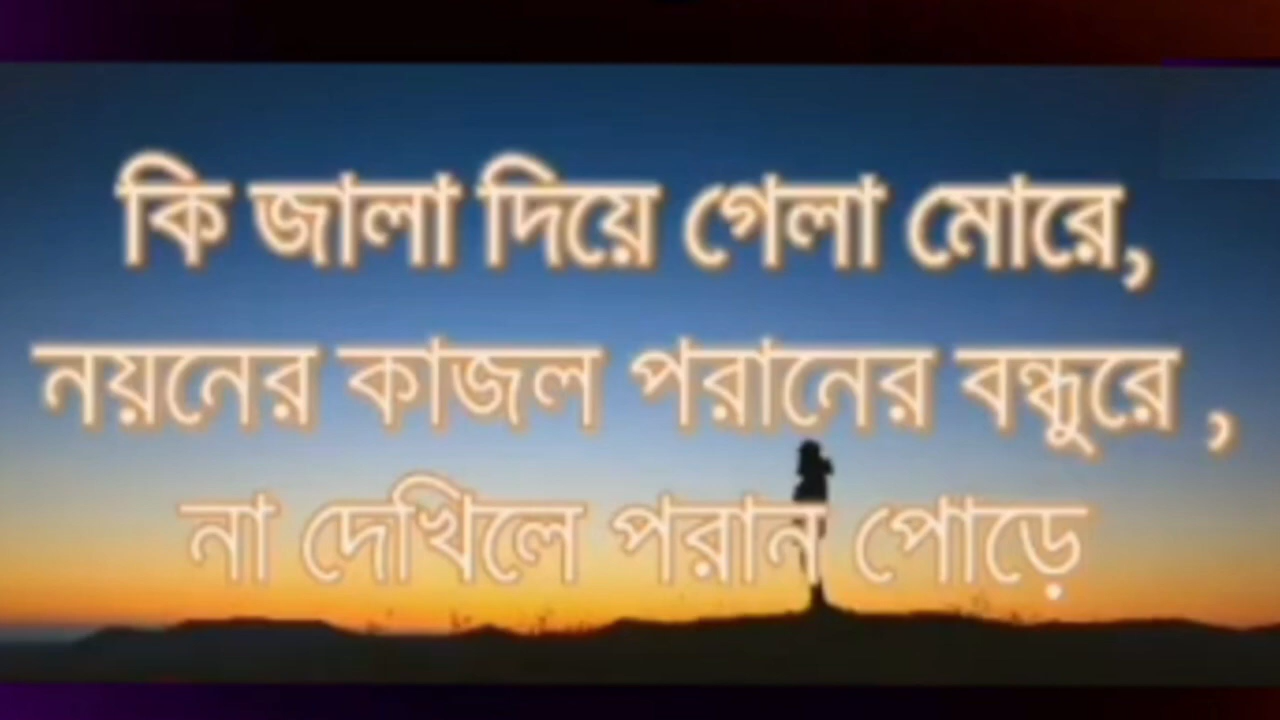 কি জালা দিয়ে গেলা মোরে,
নয়নের কাজল পরানের বন্ধুরে ,
না দেখিলে পরান পোড়ে